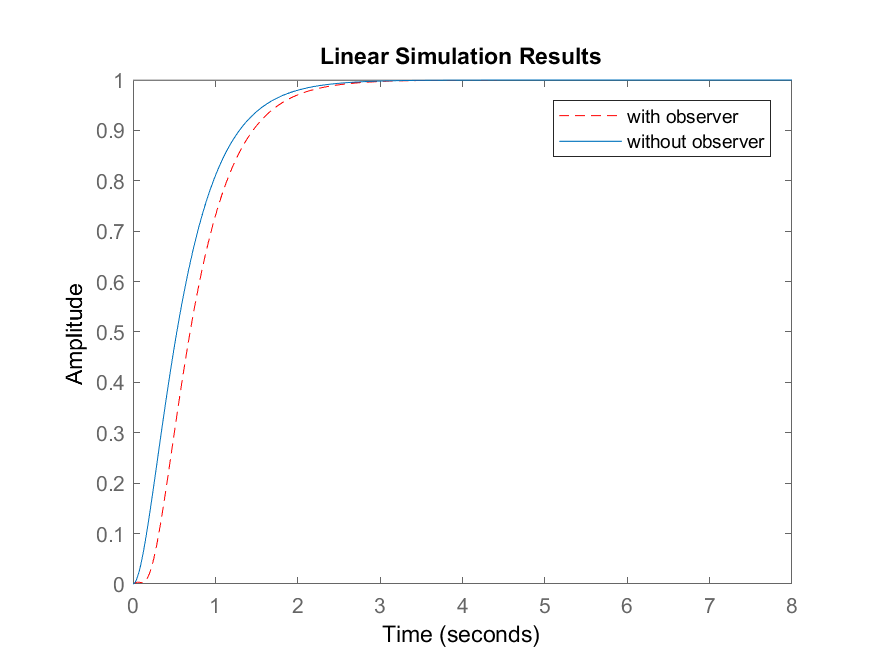 Linear Simulation Results
1
0.9
0.8
0.7
0.6
0.5
0.4
0.3
0.2
0.1
0
Amplitude
with observer
without observer
0 1 2 3 4 5 6 7 8
Time (seconds)